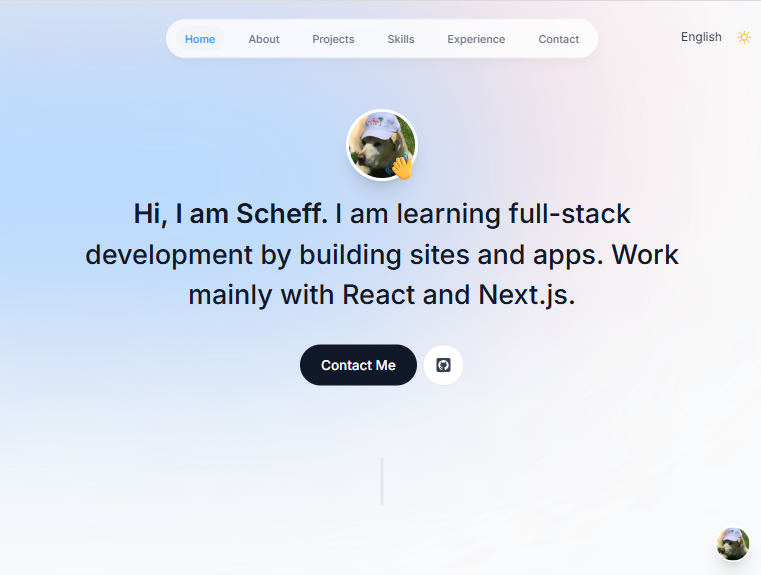 Home About Projects Skills Experience Contact English
Hi, I am Scheff. I am learning full-stack
development by building sites and apps. Work
mainly with React and Next.js.
Contact Me